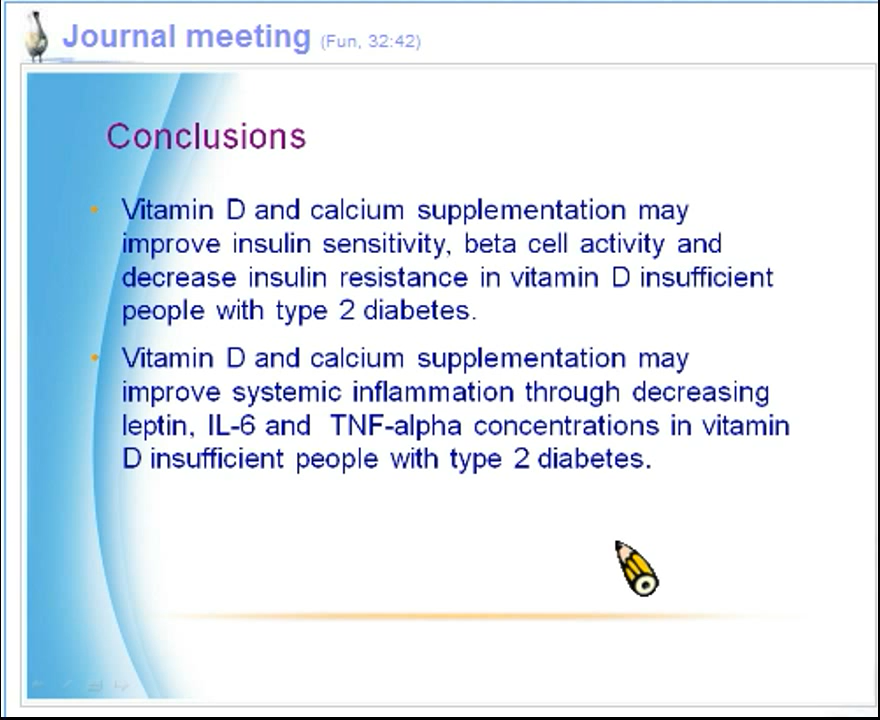 Journal meeting (Fun, 32:42)
Conclusions
• Vitamin D and calcium supplementation may
improve insulin sensitivity, beta cell activity and
decrease insulin resistance in vitamin D insufficient
people with type 2 diabetes.
• Vitamin D and calcium supplementation may
improve systemic inflammation through decreasing
leptin, IL-6 and TNF-alpha concentrations in vitamin
D insufficient people with type 2 diabetes.